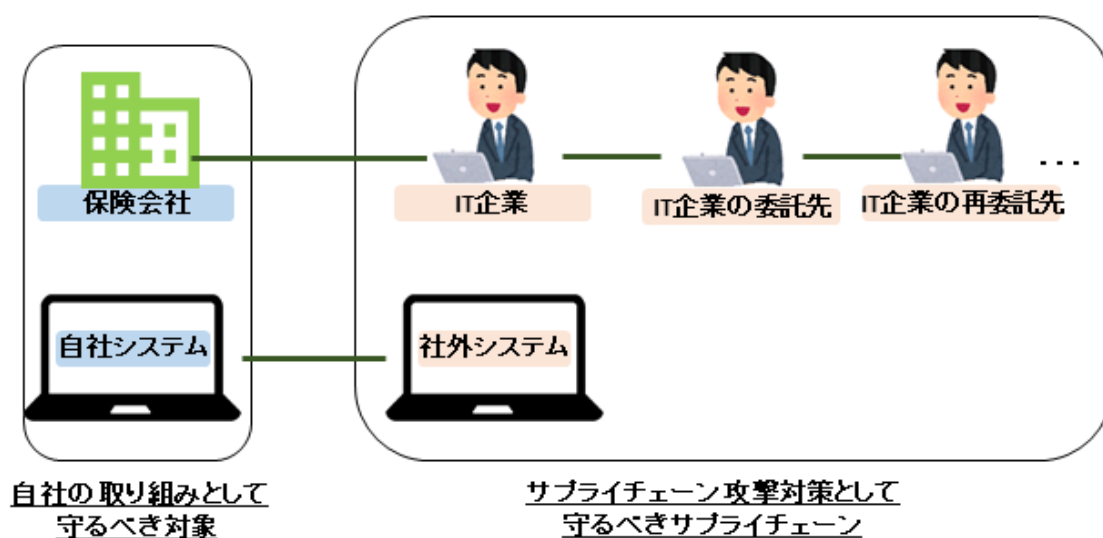 保険会社
IT企業
IT企業の委託先
IT企業の再委託先
...
自社システム
社外システム
自社の取り組みとして
守るべき対象
サプライチェーン攻撃対策として
守るべきサプライチェーン